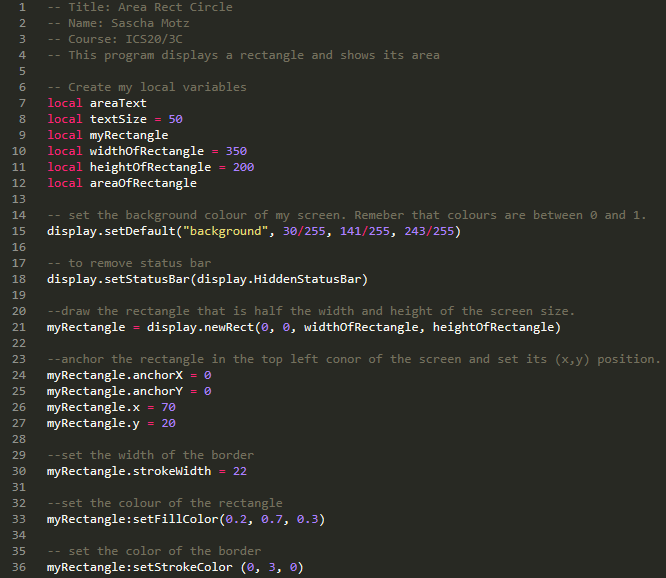 1 -- Title: Area Rect Circle
2 -- Name: Sascha Motz
3 -- Course: ICS20/3C
4 -- This program displays a rectangle and shows its area
5
6 -- Create my local variables
7 local areaText
8 local textSize = 50
9 local myRectangle
10 local widthOfRectangle = 350
11 local heightOfRectangle = 200
12 local areaOfRectangle
13
14 -- set the background colour of my screen. Remeber that colours are between 0 and 1.
15 display.setDefault("background", 30/255, 141/255, 243/255)
16
17 -- to remove status bar
18 display.setStatusBar(display.HiddenStatusBar)
19
20 --draw the rectangle that is half the width and height of the screen size.
21 myRectangle = display.newRect(0, 0, widthOfRectangle, heightOfRectangle)
22
23 --anchor the rectangle in the top left conor of the screen and set its (x,y) position.
24 myRectangle.anchorX = 0
25 myRectangle.anchorY = 0
26 myRectangle.x = 70
27 myRectangle.y = 20
28
29 --set the width of the border
30 myRectangle.strokeWidth = 22
31
32 --set the colour of the rectangle
33 myRectangle:setFillColor(0.2, 0.7, 0.3)
34
35 -- set the color of the border
36 myRectangle:setStrokeColor (0, 3, 0)